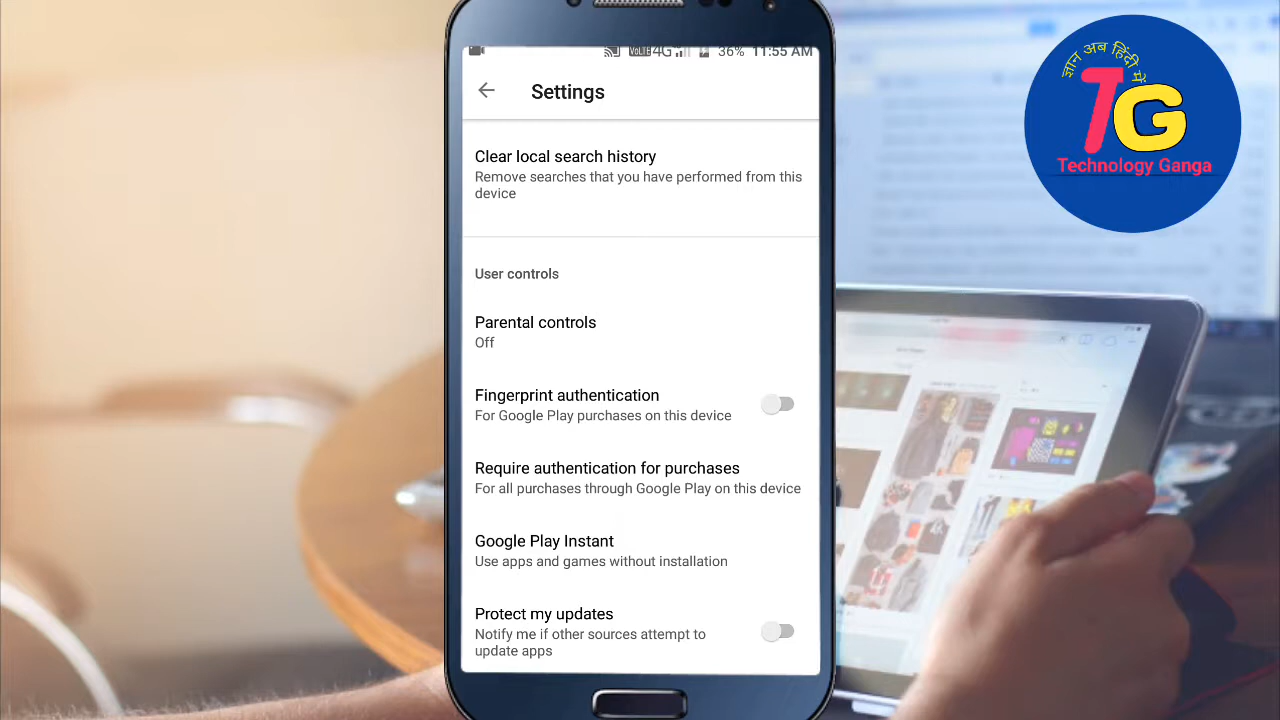 VoLTE 4G 36% 11:55 AM
Settings
Clear local search history
Remove searches that you have performed from this
device
User controls
Parental controls
Off
Fingerprint authentication
For Google Play purchases on this device
Require authentication for purchases
For all purchases through Google Play on this device
Google Play Instant
Use apps and games without installation
Protect my updates
Notify me if other sources attempt to
update apps
ज्ञान अब हिंदी में
TG
Technology Ganga